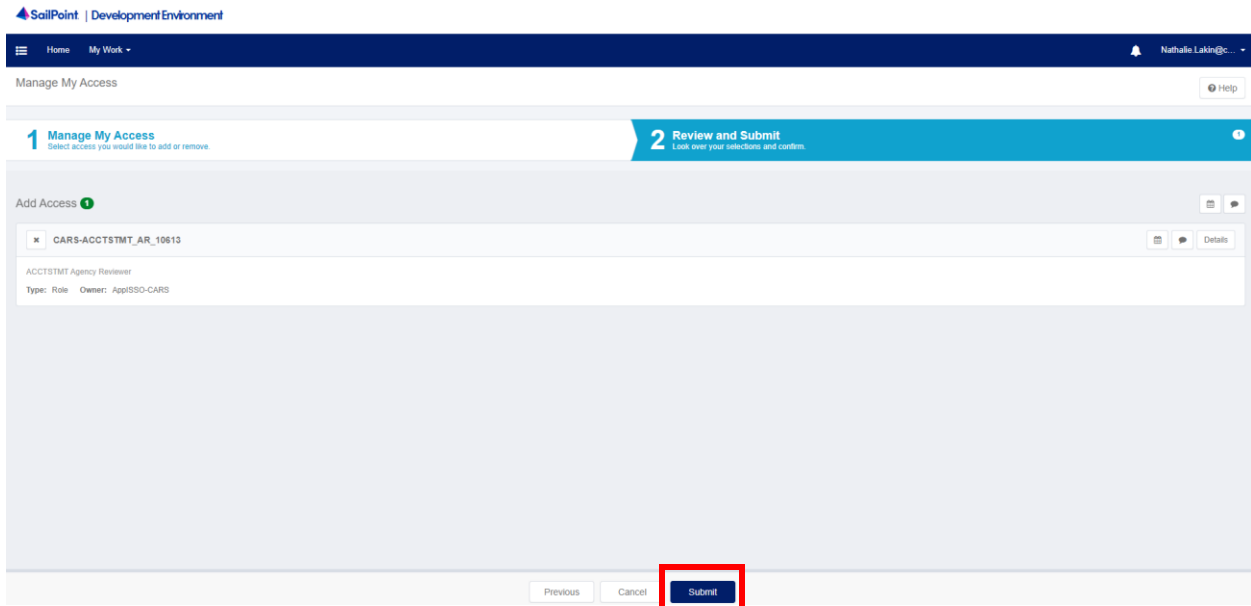 SailPoint | Development Environment
Home My Work Nathalie.Lakin@c...
Manage My Access
Help
1 Manage My Access
Select access you would like to add or remove.
2 Review and Submit
Look over your selections and confirm.
1
Add Access 1
CARS-ACCTSTMT_AR_10613 Details
ACCTSTMT Agency Reviewer
Type: Role Owner: ApplSSO-CARS
Previous Cancel Submit